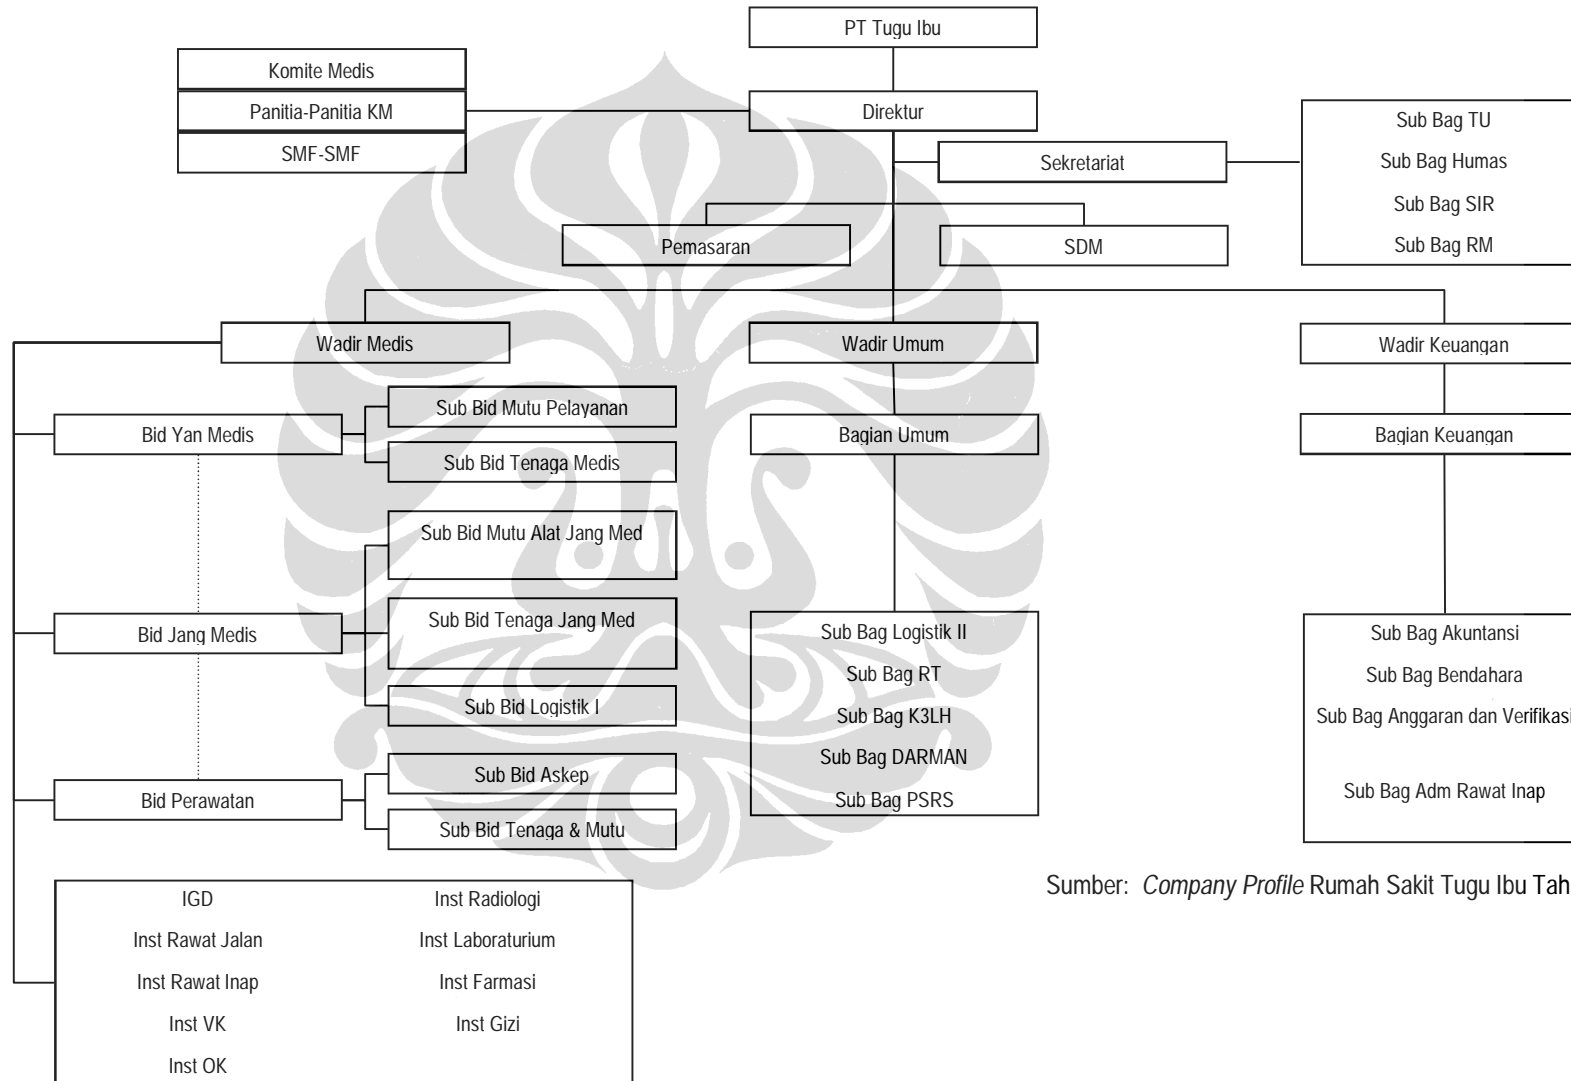 PT Tugu Ibu
Komite Medis
Panitia-Panitia KM
SMF-SMF
Direktur
Sekretariat
Sub Bag TU
Sub Bag Humas
Sub Bag SIR
Sub Bag RM
Pemasaran
SDM
Wadir Medis
Wadir Umum
Wadir Keuangan
Bid Yan Medis
Sub Bid Mutu Pelayanan
Sub Bid Tenaga Medis
Bagian Umum
Bagian Keuangan
Sub Bid Mutu Alat Jang Med
Bid Jang Medis
Sub Bid Tenaga Jang Med
Sub Bid Logistik I
Sub Bag Logistik II
Sub Bag RT
Sub Bag K3LH
Sub Bag DARMAN
Sub Bag PSRS
Sub Bag Akuntansi
Sub Bag Bendahara
Sub Bag Anggaran dan Verifikasi
Sub Bag Adm Rawat Inap
Bid Perawatan
Sub Bid Askep
Sub Bid Tenaga & Mutu
IGD
Inst Rawat Jalan
Inst Rawat Inap
Inst VK
Inst OK
Inst Radiologi
Inst Laboraturium
Inst Farmasi
Inst Gizi
Sumber: Company Profile Rumah Sakit Tugu Ibu Tah